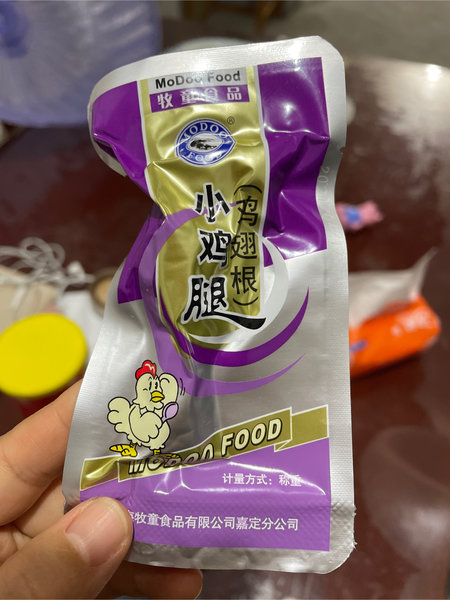 MoDoo Food
牧童食品
MODOO
FOOD
®
小鸡腿
(鸡翅根)
MODOO FOOD
计量方式：称重
牧童食品有限公司嘉定分公司